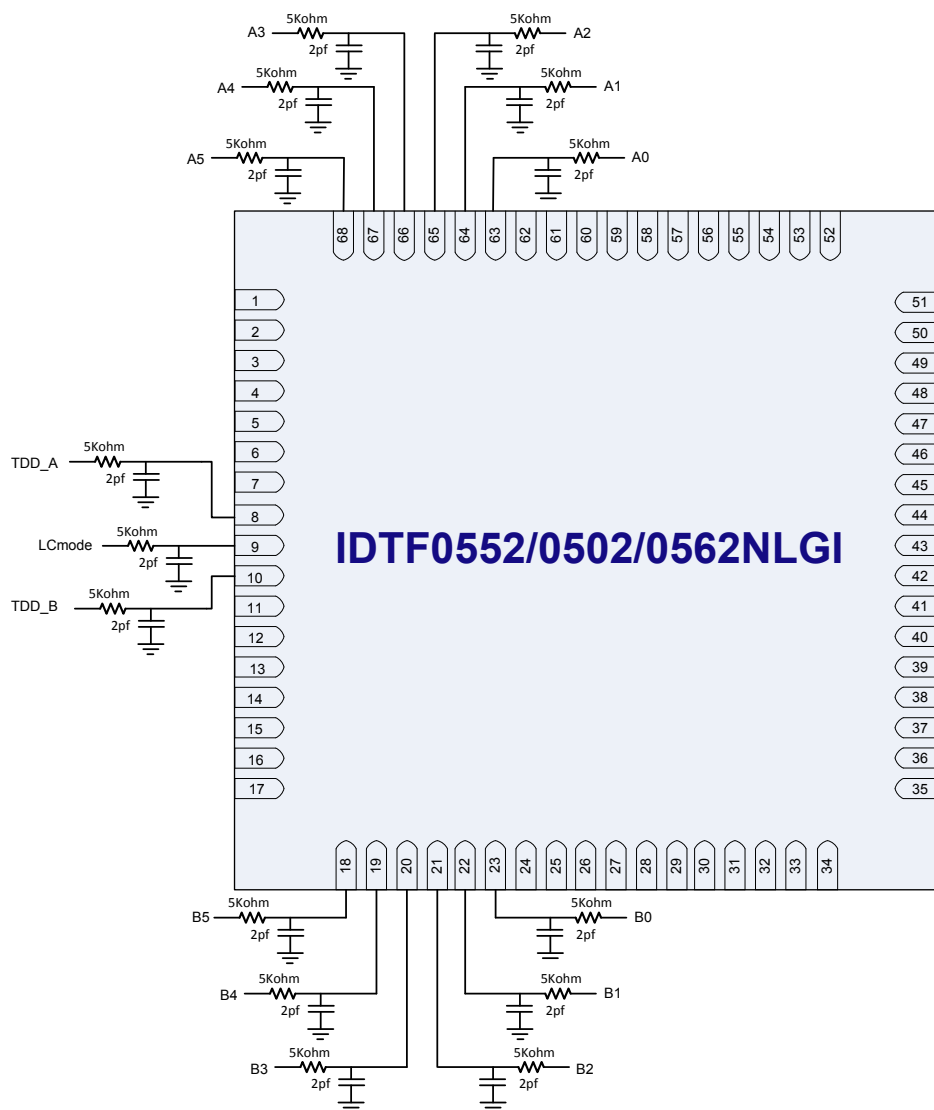 5Kohm
A3
2pf
5Kohm
A2
2pf
5Kohm
A4
2pf
5Kohm
A1
2pf
5Kohm
A5
2pf
5Kohm
A0
2pf
68 67 66 65 64 63 62 61 60 59 58 57 56 55 54 53 52
1
2
3
4
5
6
7
8
9
10
11
12
13
14
15
16
17
51
50
49
48
47
46
45
44
43
42
41
40
39
38
37
36
35
5Kohm
TDD_A
2pf
5Kohm
LCmode
2pf
5Kohm
TDD_B
2pf
IDTF0552/0502/0562NLGI
18 19 20 21 22 23 24 25 26 27 28 29 30 31 32 33 34
5Kohm
B5
2pf
5Kohm
B0
2pf
5Kohm
B4
2pf
5Kohm
B1
2pf
5Kohm
B3
2pf
5Kohm
B2
2pf